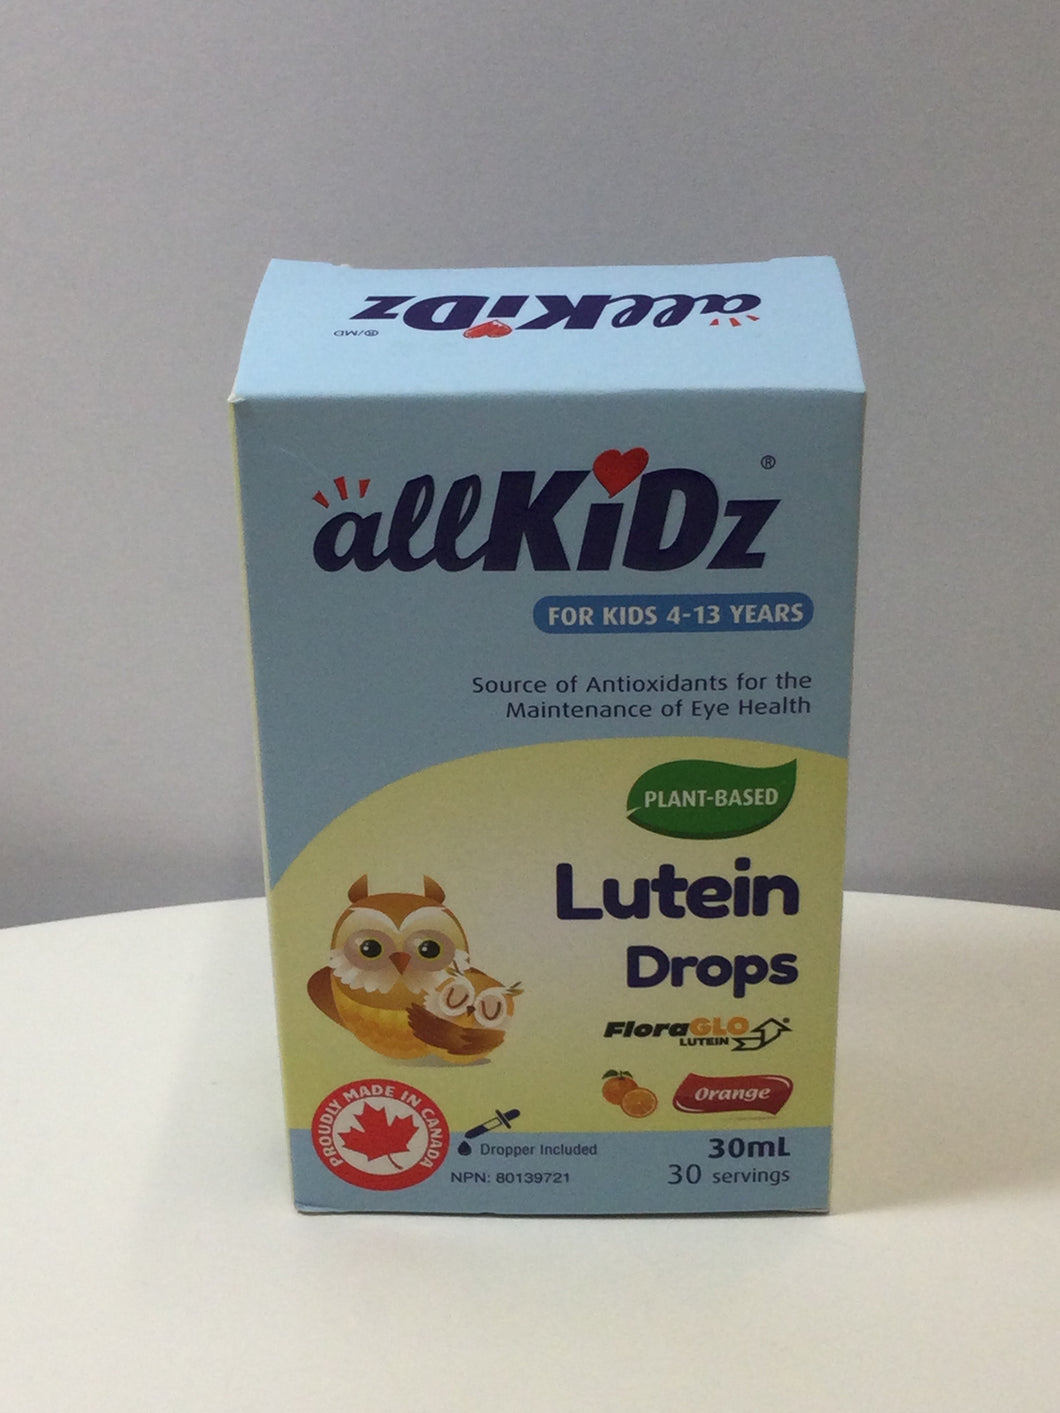 allKiDz
®/MD
allKiDz®
FOR KIDS 4-13 YEARS
Source of Antioxidants for the
Maintenance of Eye Health
PLANT-BASED
Lutein
Drops
FloraGLO
LUTEIN
Orange
PROUDLY MADE IN CANADA
Dropper Included
NPN: 80139721
30mL
30 servings